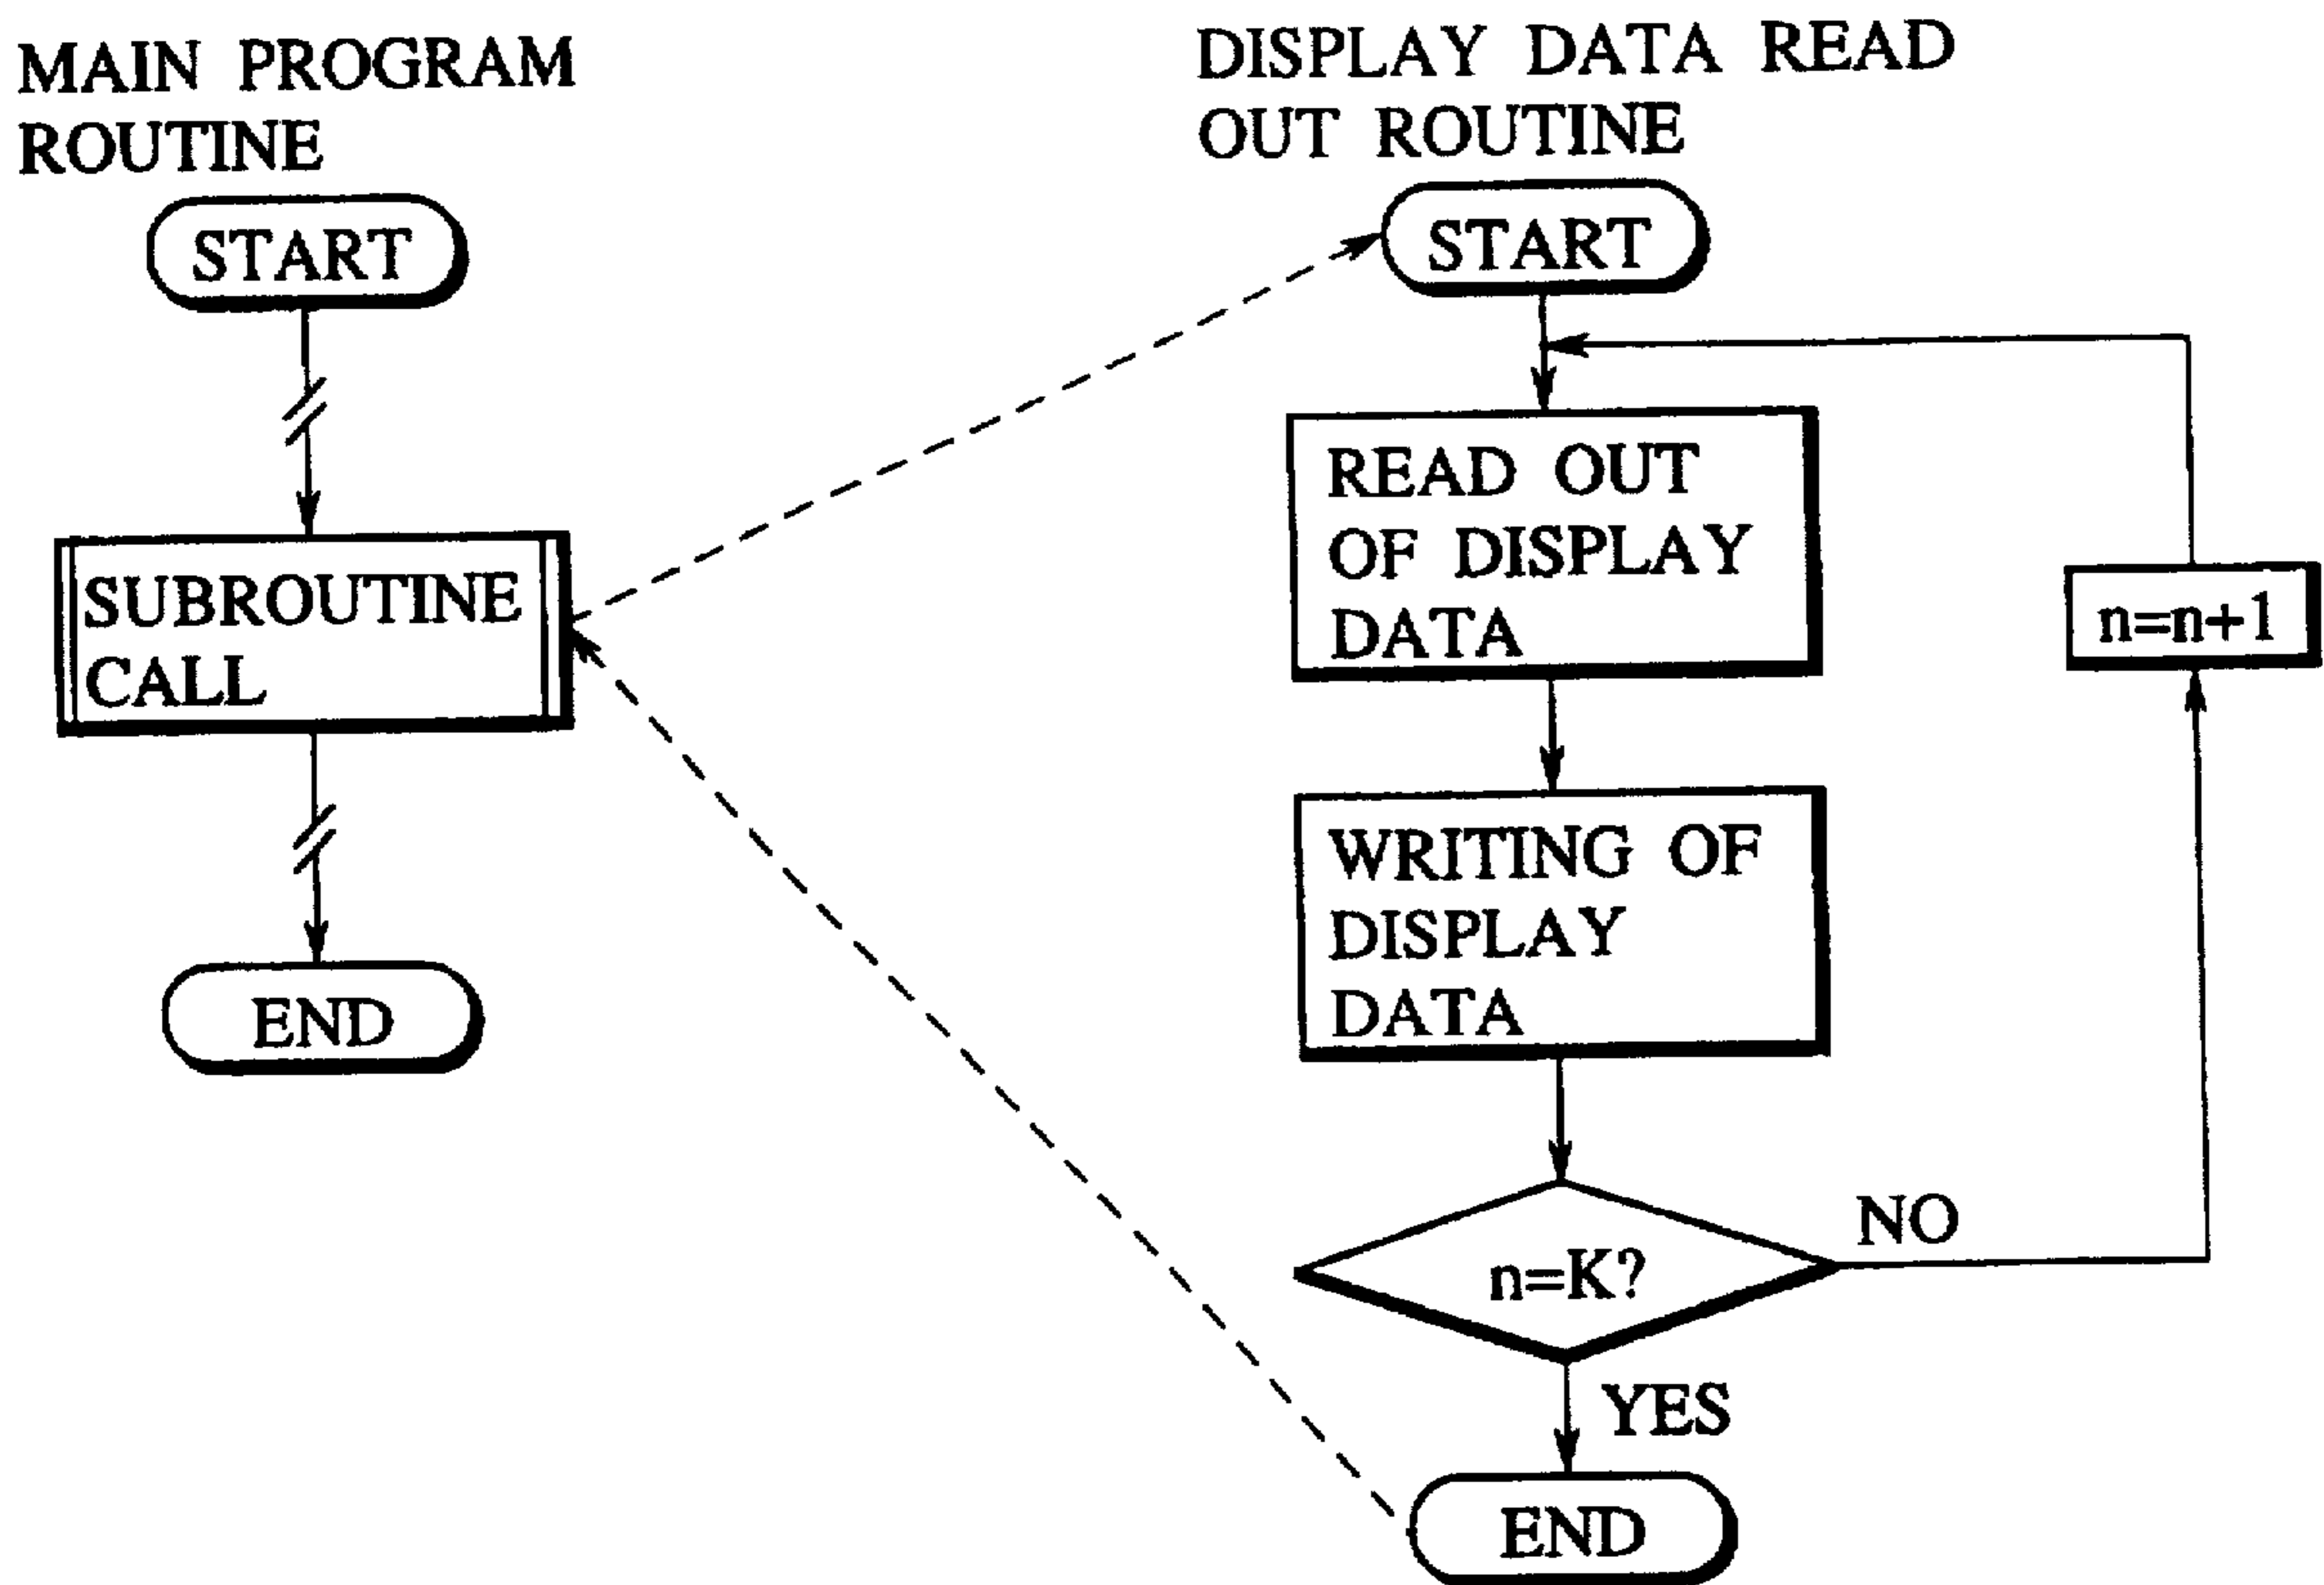 MAIN PROGRAM
ROUTINE
START
SUBROUTINE
CALL
END
DISPLAY DATA READ
OUT ROUTINE
START
READ OUT
OF DISPLAY
DATA
n=n+1
WRITING OF
DISPLAY
DATA
n=K?
NO
YES
END